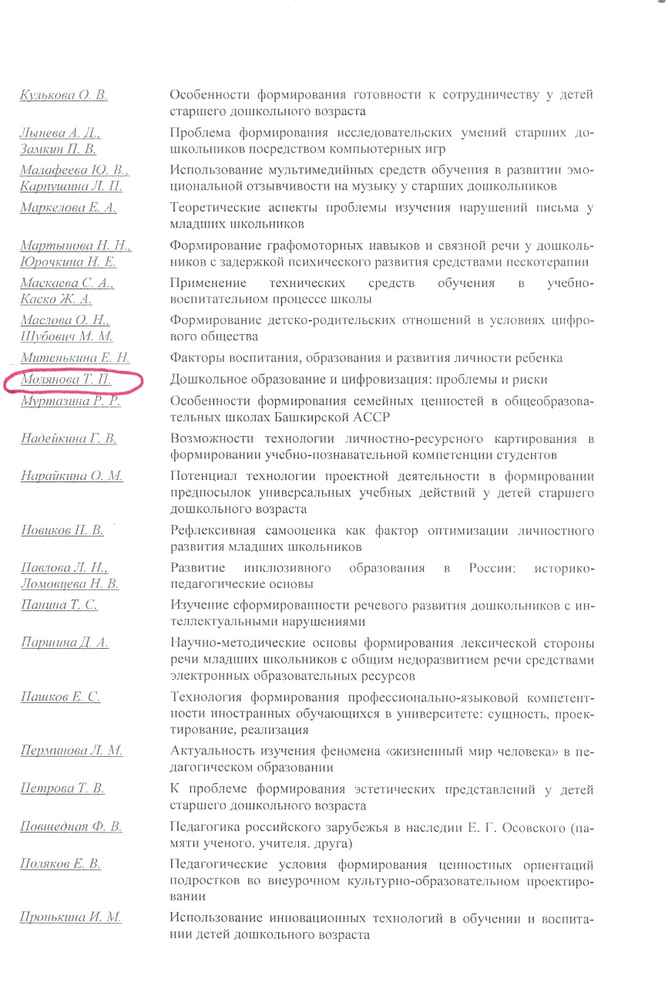 Кулькова О. В. Особенности формирования готовности к сотрудничеству у детей
старшего дошкольного возраста
Лынева А. Д., Проблема формирования исследовательских умений старших до-
Замкин П. В. школьников посредством компьютерных игр
Малафеева Ю. В., Использование мультимедийных средств обучения в развитии эмо-
Карпушина Л. П. циональной отзывчивости на музыку у старших дошкольников
Маркелова Е. А. Теоретические аспекты проблемы изучения нарушений письма у
младших школьников
Мартынова Н. Н., Формирование графомоторных навыков и связной речи у дошколь-
Юрочкина Н. Е. ников с задержкой психического развития средствами пескотерапии
Маскаева С. А., Применение технических средств обучения в учебно-
Каско Ж. А. воспитательном процессе школы
Маслова О. Н., Формирование детско-родительских отношений в условиях цифро-
Шубович М. М. вого общества
Митенькина Е. Н. Факторы воспитания, образования и развития личности ребенка
Молянова Т. П. Дошкольное образование и цифровизация: проблемы и риски
Муртазина Р. Р. Особенности формирования семейных ценностей в общеобразова-
тельных школах Башкирской АССР
Надейкина Г. В. Возможности технологии личностно-ресурсного картирования в
формировании учебно-познавательной компетенции студентов
Нарайкина О. М. Потенциал технологии проектной деятельности в формировании
предпосылок универсальных учебных действий у детей старшего
дошкольного возраста
Новиков П. В. Рефлексивная самооценка как фактор оптимизации личностного
развития младших школьников
Павлова Л. Н., Развитие инклюзивного образования в России: историко-
Ломовцева Н. В. педагогические основы
Панина Т. С. Изучение сформированности речевого развития дошкольников с ин-
теллектуальными нарушениями
Паршина Д. А. Научно-методические основы формирования лексической стороны
речи младших школьников с общим недоразвитием речи средствами
электронных образовательных ресурсов
Пашков Е. С. Технология формирования профессионально-языковой компетент-
ности иностранных обучающихся в университете: сущность, проек-
тирование, реализация
Перминова Л. М. Актуальность изучения феномена «жизненный мир человека» в пе-
дагогическом образовании
Петрова Т. В. К проблеме формирования эстетических представлений у детей
старшего дошкольного возраста
Повшедная Ф. В. Педагогика российского зарубежья в наследии Е. Г. Осовского (па-
мяти ученого, учителя, друга)
Поляков Е. В. Педагогические условия формирования ценностных ориентаций
подростков во внеурочном культурно-образовательном проектиро-
вании
Пронькина И. М. Использование инновационных технологий в обучении и воспита-
нии детей дошкольного возраста